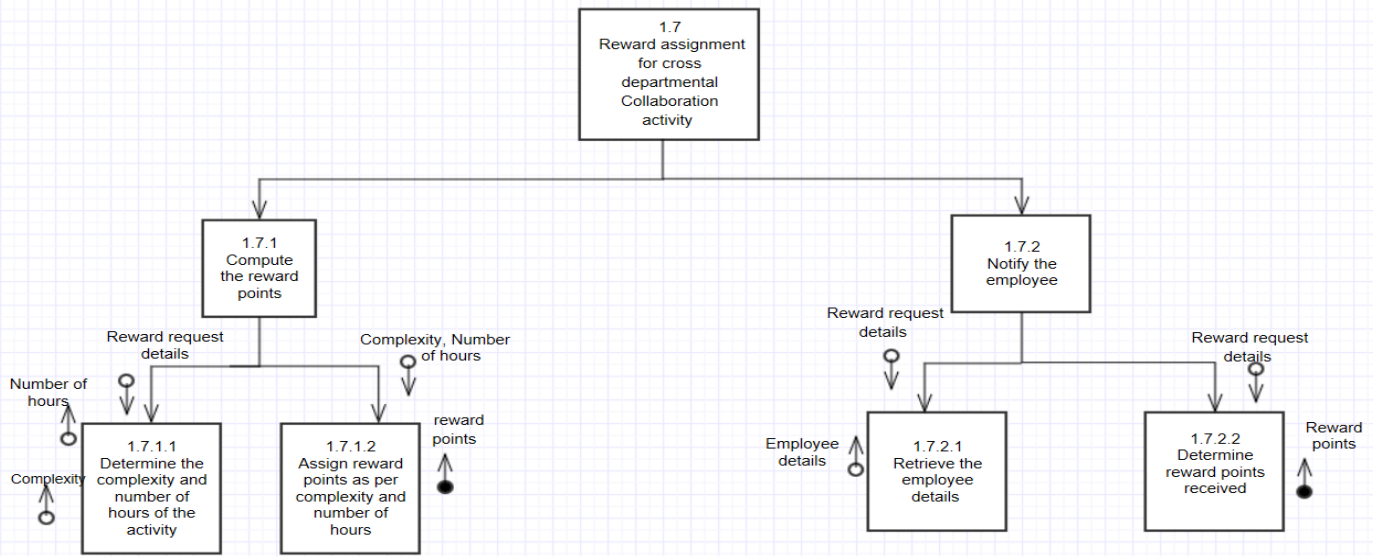 1.7
Reward assignment
for cross
departmental
Collaboration
activity
1.7.1
Compute
the reward
points
1.7.2
Notify the
employee
Reward request
details
Complexity, Number
of hours
Number of
hours
Complexity
reward
points
1.7.1.1
Determine the
complexity and
number of
hours of the
activity
1.7.1.2
Assign reward
points as per
complexity and
number of
hours
Reward request
details
Reward request
details
Employee
details
Reward
points
1.7.2.1
Retrieve the
employee
details
1.7.2.2
Determine
reward points
received